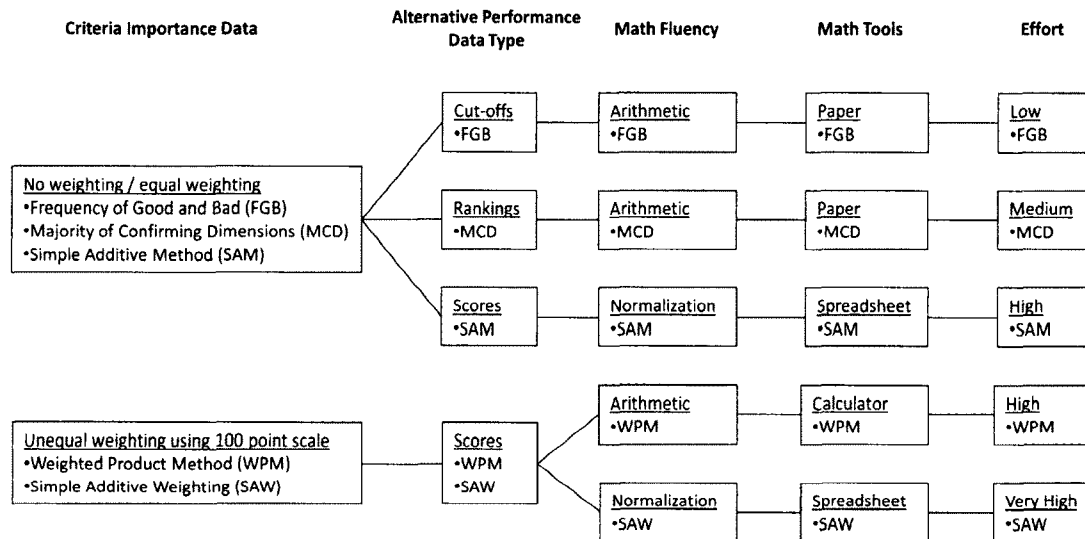 Criteria Importance Data
Alternative Performance
Data Type
Math Fluency
Math Tools
Effort
Cut-offs
•FGB
Arithmetic
•FGB
Paper
•FGB
Low
•FGB
No weighting / equal weighting
•Frequency of Good and Bad (FGB)
•Majority of Confirming Dimensions (MCD)
•Simple Additive Method (SAM)
Rankings
•MCD
Arithmetic
•MCD
Paper
•MCD
Medium
•MCD
Scores
•SAM
Normalization
•SAM
Spreadsheet
•SAM
High
•SAM
Unequal weighting using 100 point scale
•Weighted Product Method (WPM)
•Simple Additive Weighting (SAW)
Scores
•WPM
•SAW
Arithmetic
•WPM
Calculator
•WPM
High
•WPM
Normalization
•SAW
Spreadsheet
•SAW
Very High
•SAW